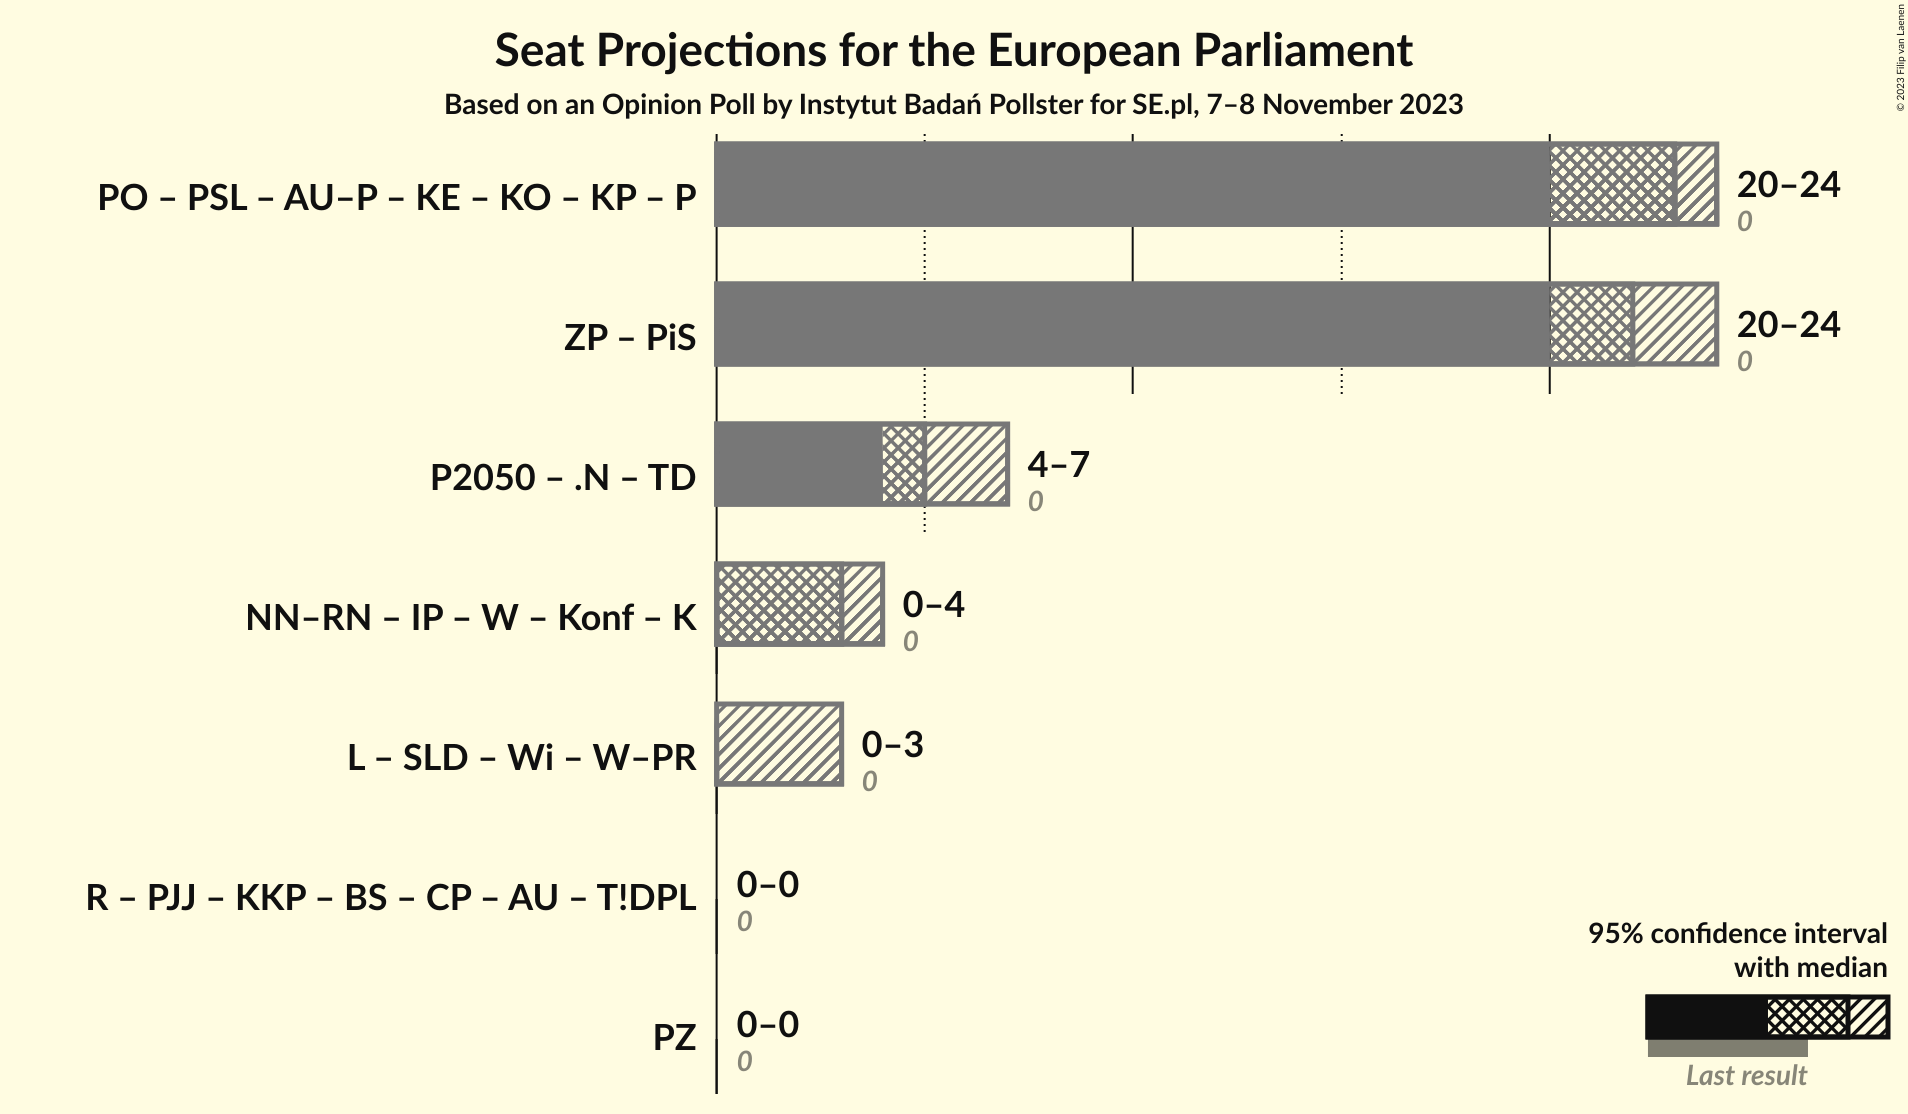 Seat Projections for the European Parliament
Based on an Opinion Poll by Instytut Badań Pollster for SE.pl, 7–8 November 2023
© 2023 Filip van Laenen
PO – PSL – AU–P – KE – KO – KP – P
20–24
0
ZP – PiS
20–24
0
P2050 – .N – TD
4–7
0
NN–RN – IP – W – Konf – K
0–4
0
L – SLD – Wi – W–PR
0–3
0
R – PJJ – KKP – BS – CP – AU – T!DPL
0–0
0
PZ
0–0
0
95% confidence interval
with median
Last result